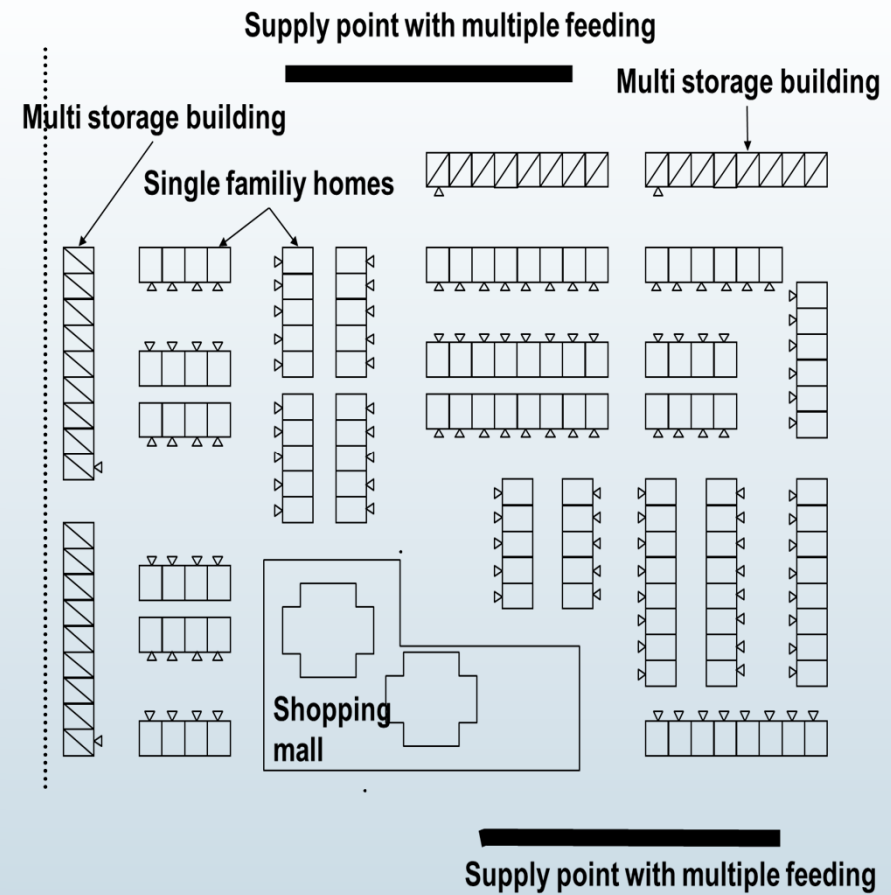 Supply point with multiple feeding
Multi storage building
Multi storage building
Single familiy homes
Shopping
mall
Supply point with multiple feeding